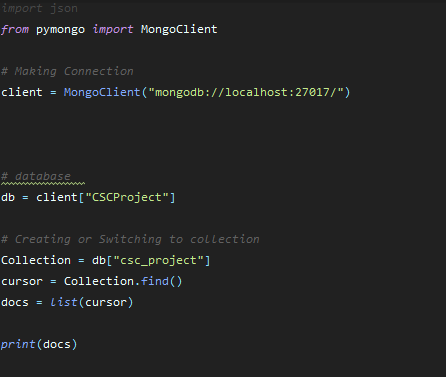 import json
from pymongo import MongoClient
# Making Connection
client = MongoClient("mongodb://localhost:27017/")
# database
db = client["CSCProject"]
# Creating or Switching to collection
Collection = db["csc_project"]
cursor = Collection.find()
docs = list(cursor)
print(docs)